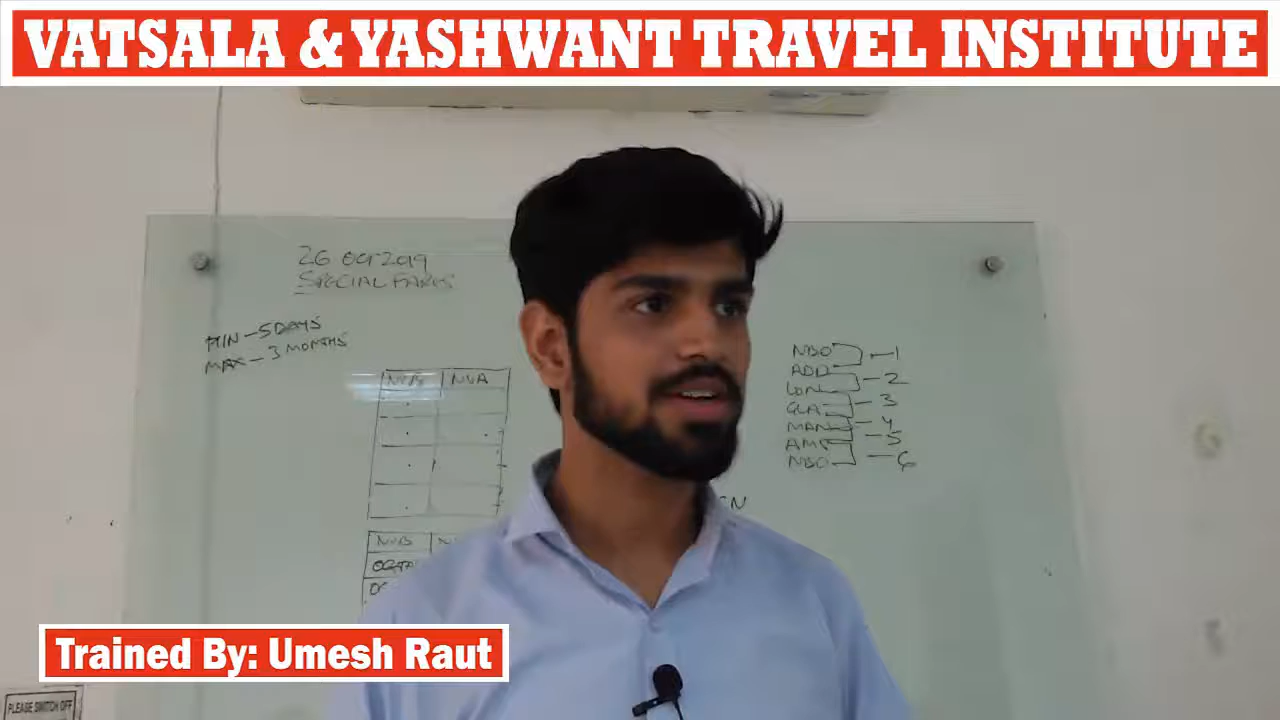 VATSALA & YASHWANT TRAVEL INSTITUTE
26 OCT 2019
SPECIAL FARES
MIN - 5 DAYS
MAX - 3 MONTHS
NVB NVA
NBO - 1
ADD
LON - 2
GLA - 3
MAN - 4
AMS - 5
NBO - 6
NVB
Trained By: Umesh Raut
PLEASE SWITCH OFF